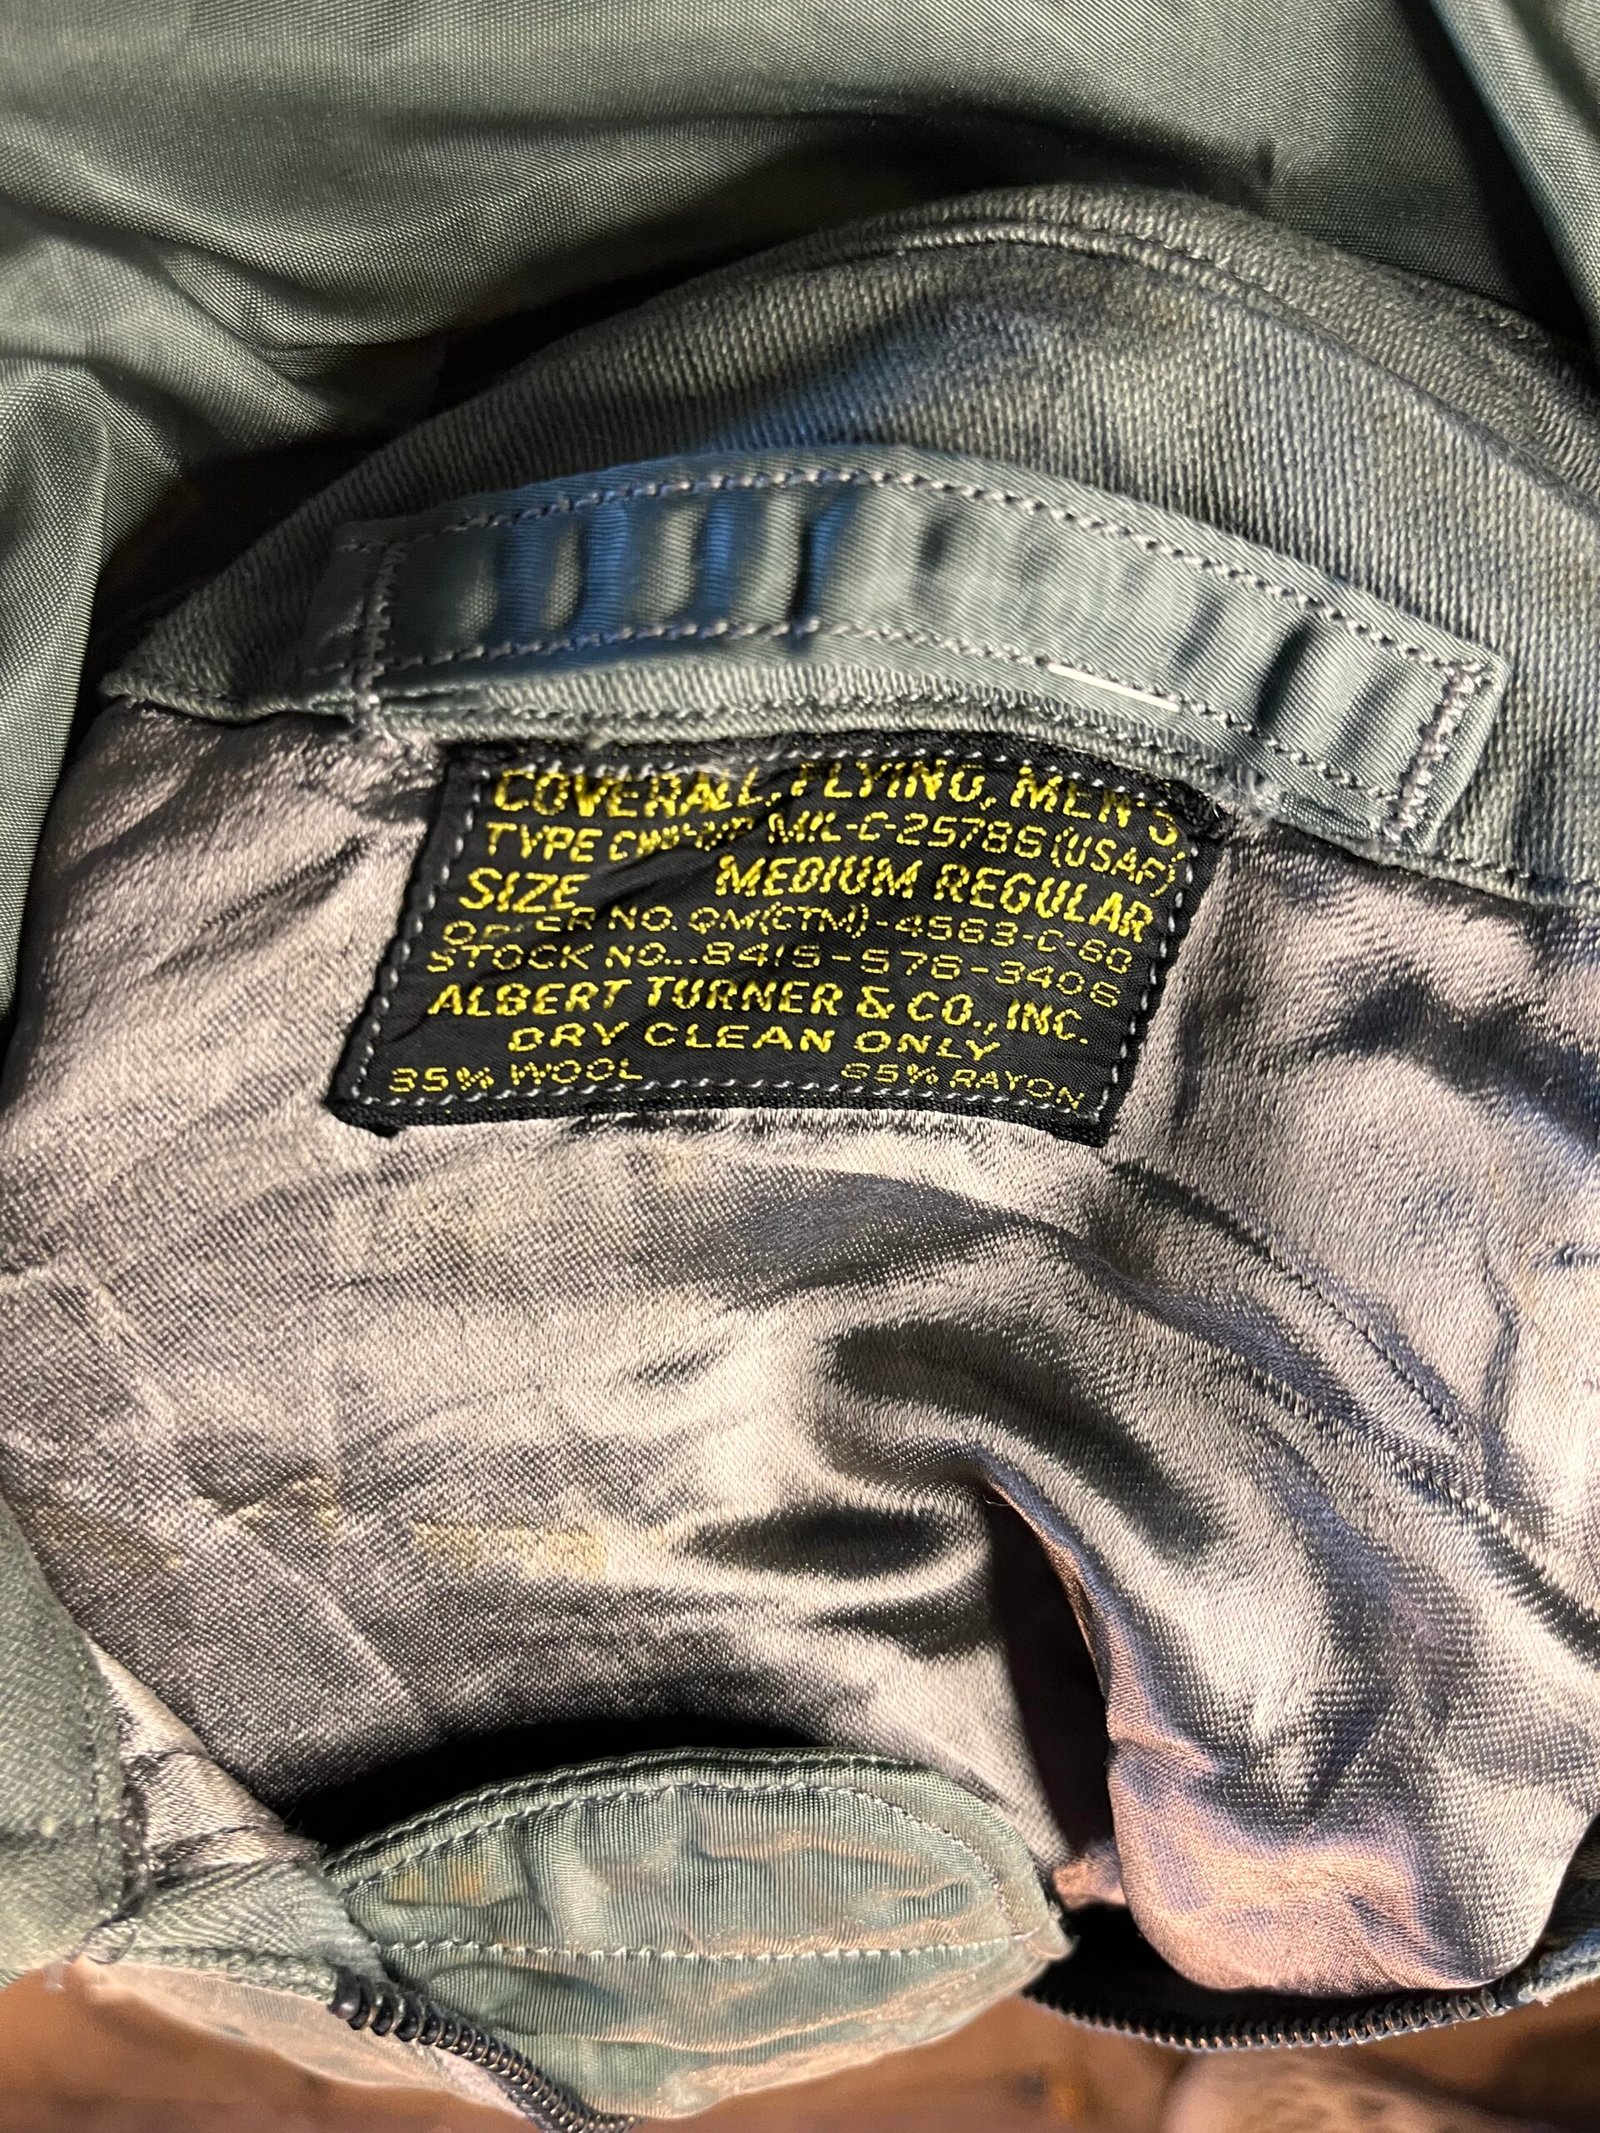 COVERALL, FLYING, MEN'S
TYPE MIL-C-25786 (USAF)
SIZE MEDIUM REGULAR
ORDER NO. QM(CTM)-4563-C-60
STOCK NO...8415-576-3406
ALBERT TURNER & CO., INC.
DRY CLEAN ONLY
35% WOOL 65% RAYON